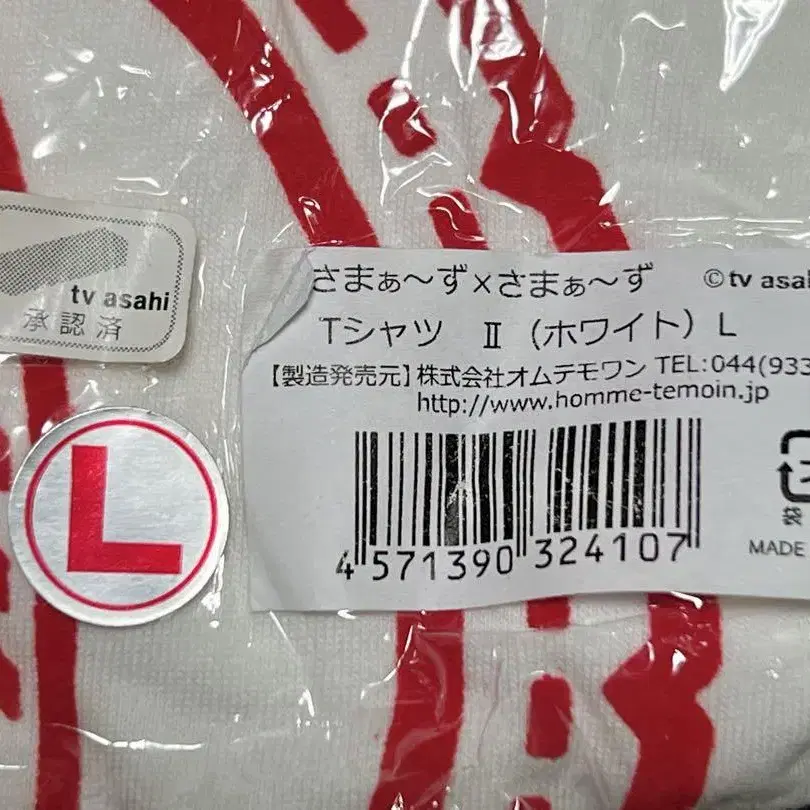 tv asahi
承認済
L
さまぁ～ず×さまぁ～ず ©tv asa
Tシャツ Ⅱ (ホワイト) L
【製造発売元】株式会社オムテモワン TEL:044(933
http://www.homme-temoin.jp
4 571390 324107
袋
MADE